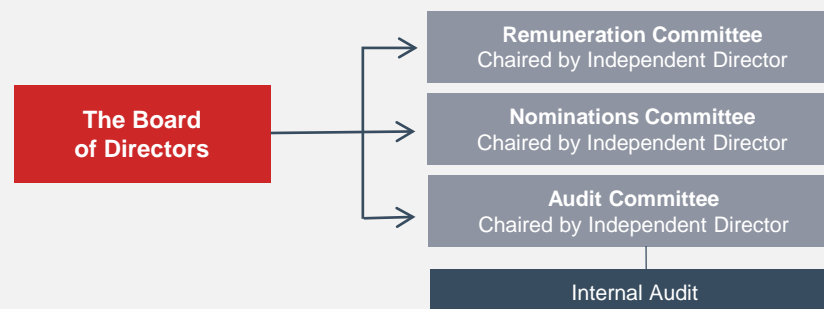 The Board
of Directors
Remuneration Committee
Chaired by Independent Director
Nominations Committee
Chaired by Independent Director
Audit Committee
Chaired by Independent Director
Internal Audit